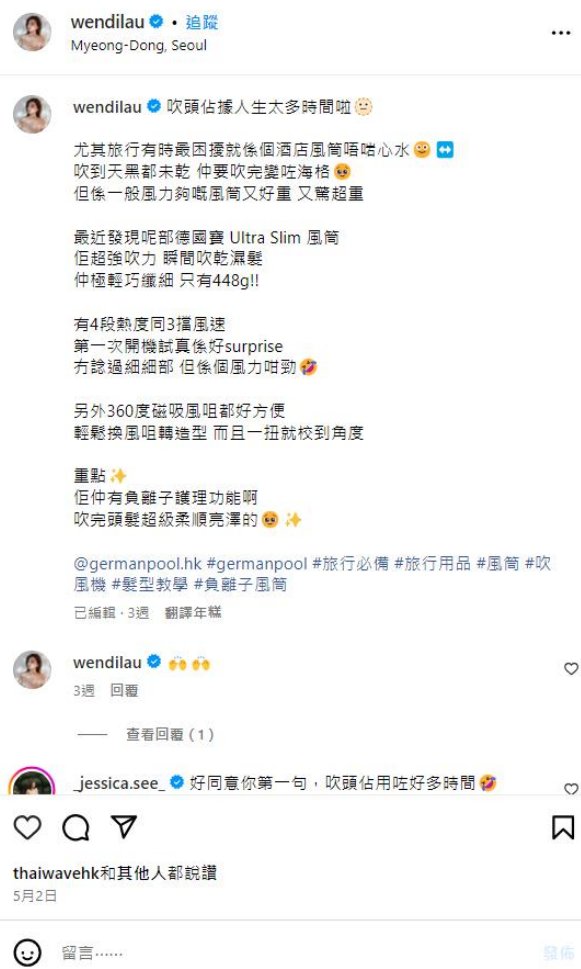 wendilau • 追蹤
Myeong-Dong, Seoul
wendilau 吹頭佔據人生太多時間啦🌝
尤其旅行有時最困擾就係個酒店風筒唔啱心水😳↔️
吹到天黑都未乾 仲要吹完變咗海格🥹
但係一般風力夠嘅風筒又好重 又驚超重
最近發現呢部德國寶 Ultra Slim 風筒
佢超強吹力 瞬間吹乾濕髮
仲極輕巧纖細 只有448g!!
有4段熱度同3擋風速
第一次開機試真係好surprise
冇諗過細細部 但係個風力咁勁🤣
另外360度磁吸風咀都好方便
輕鬆換風咀轉造型 而且一扭就校到角度
重點✨
佢仲有負離子護理功能啊
吹完頭髮超級柔順亮澤的🥹✨
@germanpool.hk #germanpool #旅行必備 #旅行用品 #風筒 #吹
風機 #髮型教學 #負離子風筒
已編輯 · 3週 翻譯年糕
wendilau 🙌🙌
3週 回覆
查看回覆 (1)
_jessica.see_ 好同意你第一句，吹頭佔用咗好多時間🤣
thaiwavehk和其他人都說讚
5月2日
留言……
發佈